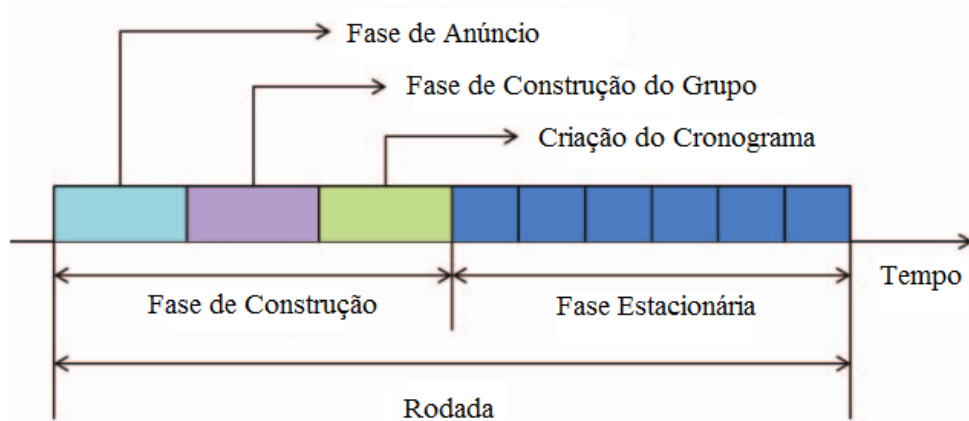 Fase de Anúncio
Fase de Construção do Grupo
Criação do Cronograma
Tempo
Fase de Construção
Fase Estacionária
Rodada